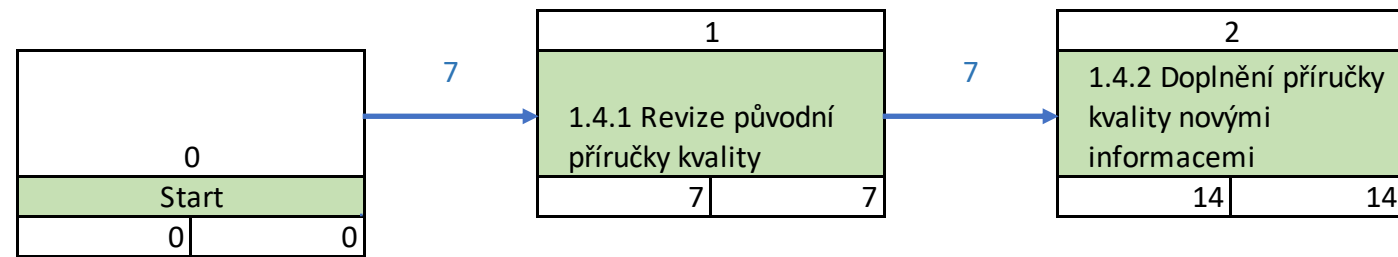 0
Start
0 0
7
1
1.4.1 Revize původní
příručky kvality
7 7
7
2
1.4.2 Doplnění příručky
kvality novými
informacemi
14 14